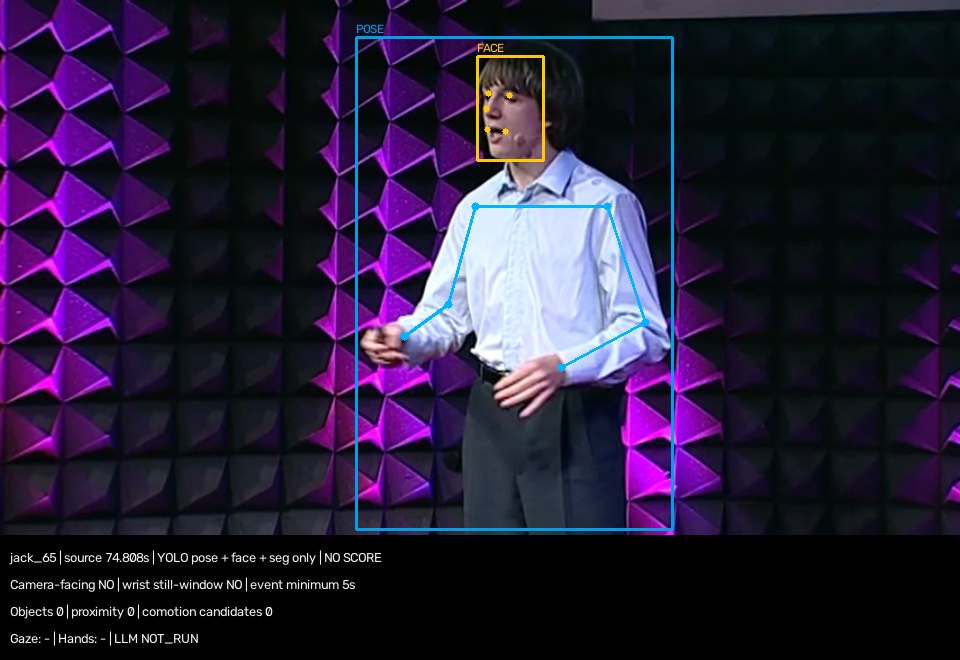 POSE
FACE
jack_65 | source 74.808s | YOLO pose + face + seg only | NO SCORE
Camera-facing NO | wrist still-window NO | event minimum 5s
Objects 0 | proximity 0 | comotion candidates 0
Gaze: - | Hands: - | LLM NOT_RUN